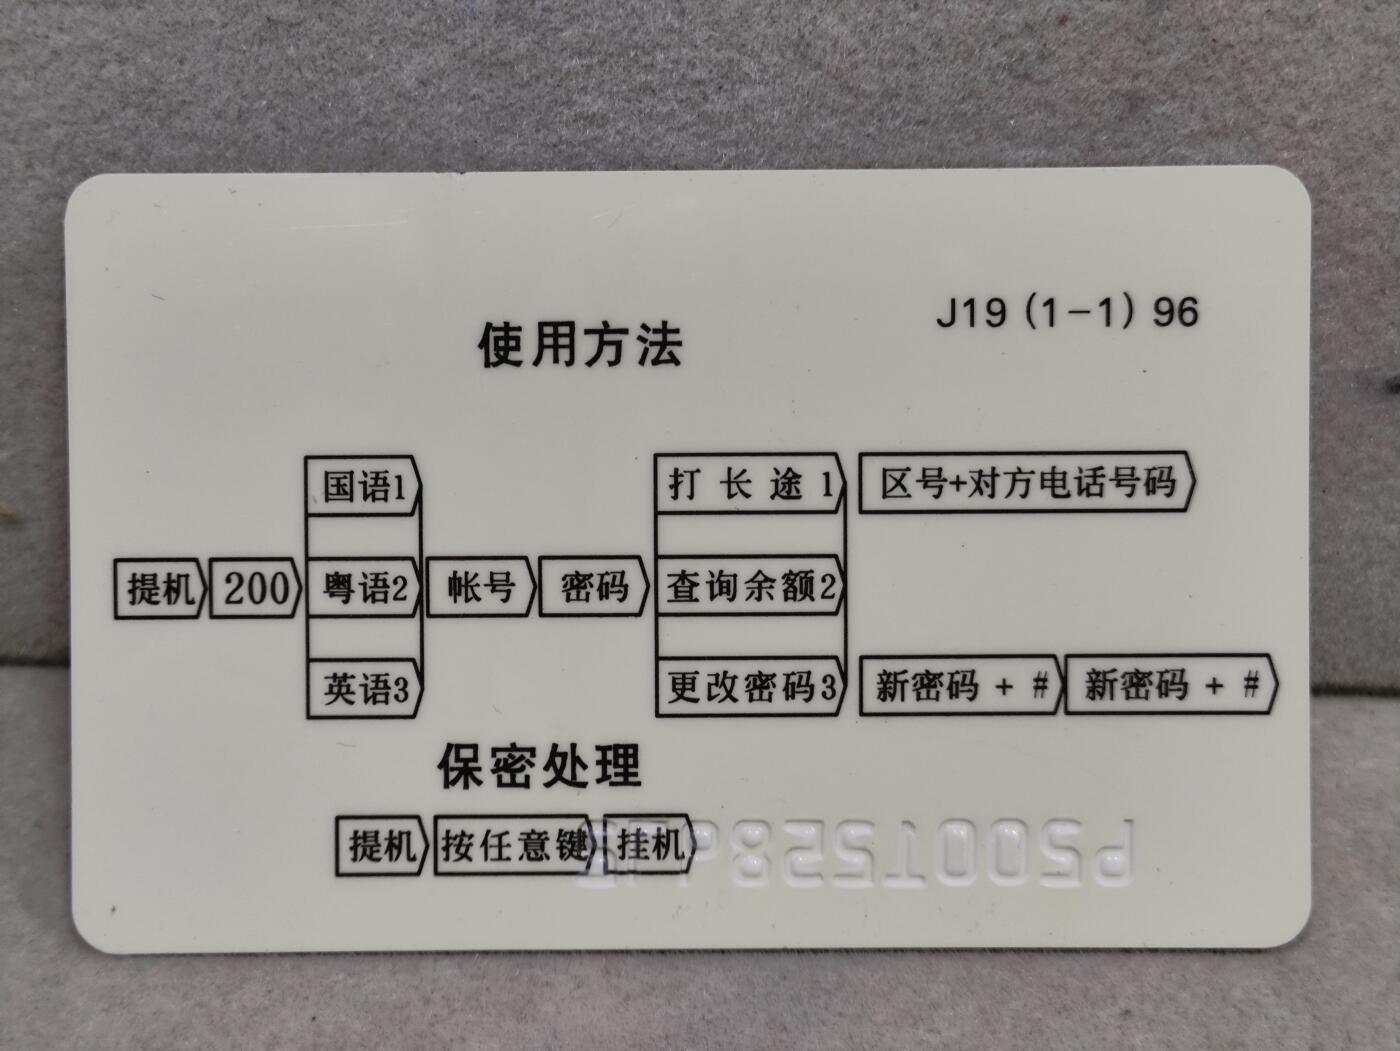 J19 (1-1) 96
使用方法
国语1 打长途1 区号+对方电话号码
提机 200 粤语2 帐号 密码 查询余额2
英语3 更改密码3 新密码 + # 新密码 + #
保密处理
提机 按任意键 挂机